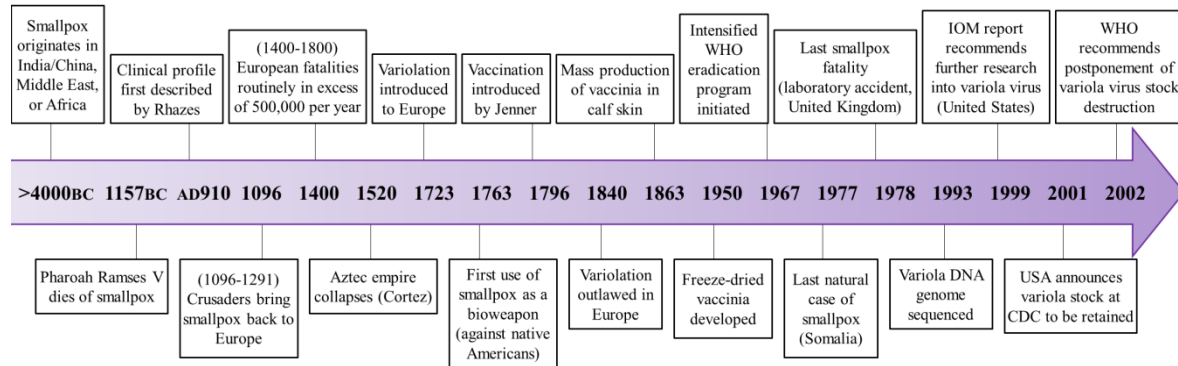 Smallpox
originates in
India/China,
Middle East,
or Africa
Clinical profile
first described
by Rhazes
(1400-1800)
European fatalities
routinely in excess
of 500,000 per year
Variolation
introduced
to Europe
Vaccination
introduced
by Jenner
Mass production
of vaccinia in
calf skin
Intensified
WHO
eradication
program
initiated
Last smallpox
fatality
(laboratory accident,
United Kingdom)
IOM report
recommends
further research
into variola virus
(United States)
WHO
recommends
postponement of
variola virus stock
destruction
>4000BC 1157BC AD910 1096 1400 1520 1723 1763 1796 1840 1863 1950 1967 1977 1978 1993 1999 2001 2002
Pharoah Ramses V
dies of smallpox
(1096-1291)
Crusaders bring
smallpox back to
Europe
Aztec empire
collapses (Cortez)
First use of
smallpox as a
bioweapon
(against native
Americans)
Variolation
outlawed in
Europe
Freeze-dried
vaccinia
developed
Last natural
case of
smallpox
(Somalia)
Variola DNA
genome
sequenced
USA announces
variola stock at
CDC to be retained